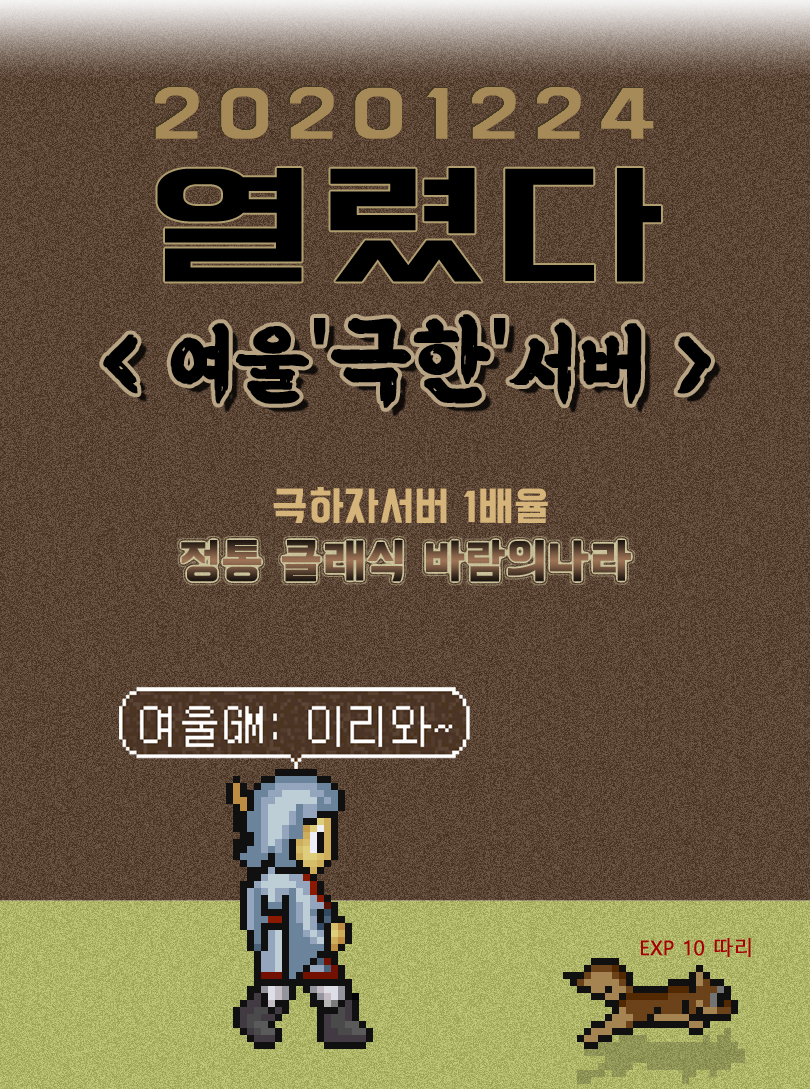 20201224
열렸다
< 여울'극한'서버 >
극하자서버 1배율
정통 클래식 바람의나라
여울GM: 이리와~
EXP 10 따리